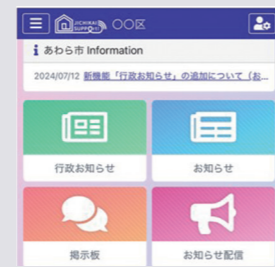 JICHIKAI SUPPORT 〇〇区
i あわら市 Information
2024/07/12 新機能「行政お知らせ」の追加について（お...
行政お知らせ
お知らせ
掲示板
お知らせ配信